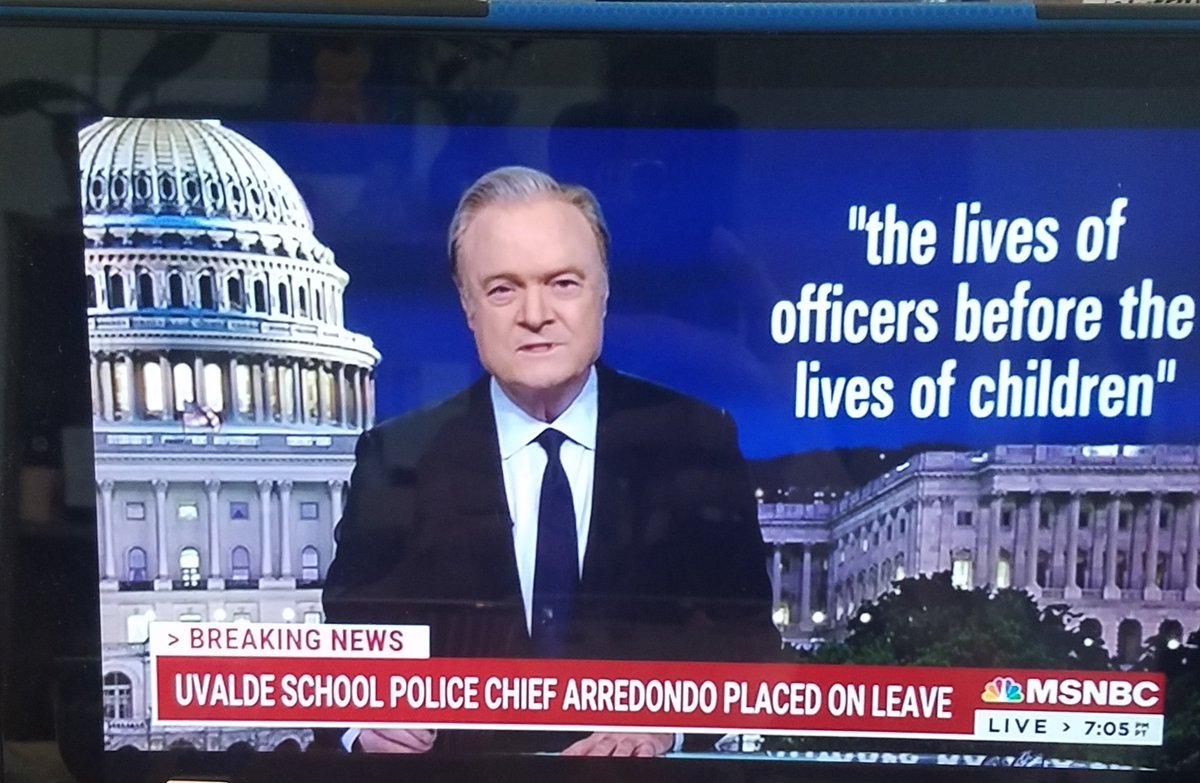 "the lives of
officers before the
lives of children"
> BREAKING NEWS
UVALDE SCHOOL POLICE CHIEF ARREDONDO PLACED ON LEAVE
MSNBC
LIVE > 7:05 PM PT